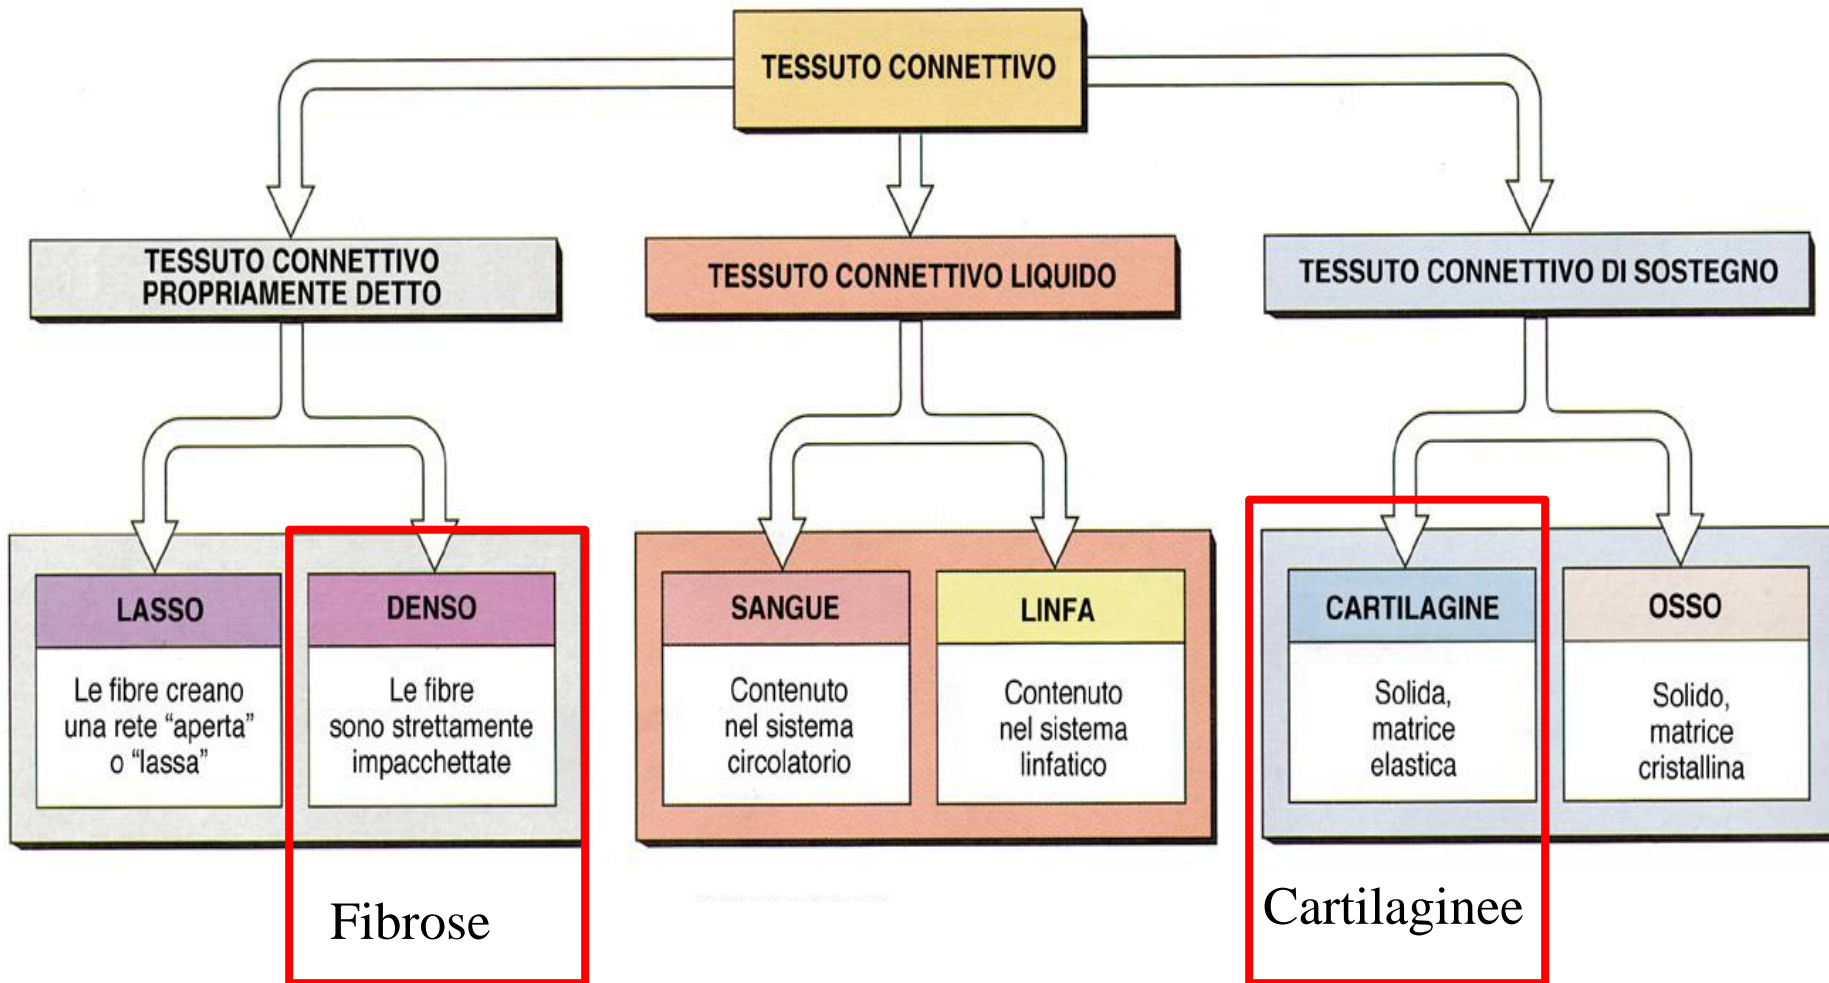 TESSUTO CONNETTIVO
TESSUTO CONNETTIVO
PROPRIAMENTE DETTO
TESSUTO CONNETTIVO LIQUIDO
TESSUTO CONNETTIVO DI SOSTEGNO
LASSO
Le fibre creano
una rete “aperta”
o “lassa”
DENSO
Le fibre
sono strettamente
impacchettate
SANGUE
Contenuto
nel sistema
circolatorio
LINFA
Contenuto
nel sistema
linfatico
CARTILAGINE
Solida,
matrice
elastica
OSSO
Solido,
matrice
cristallina
Fibrose
Cartilaginee